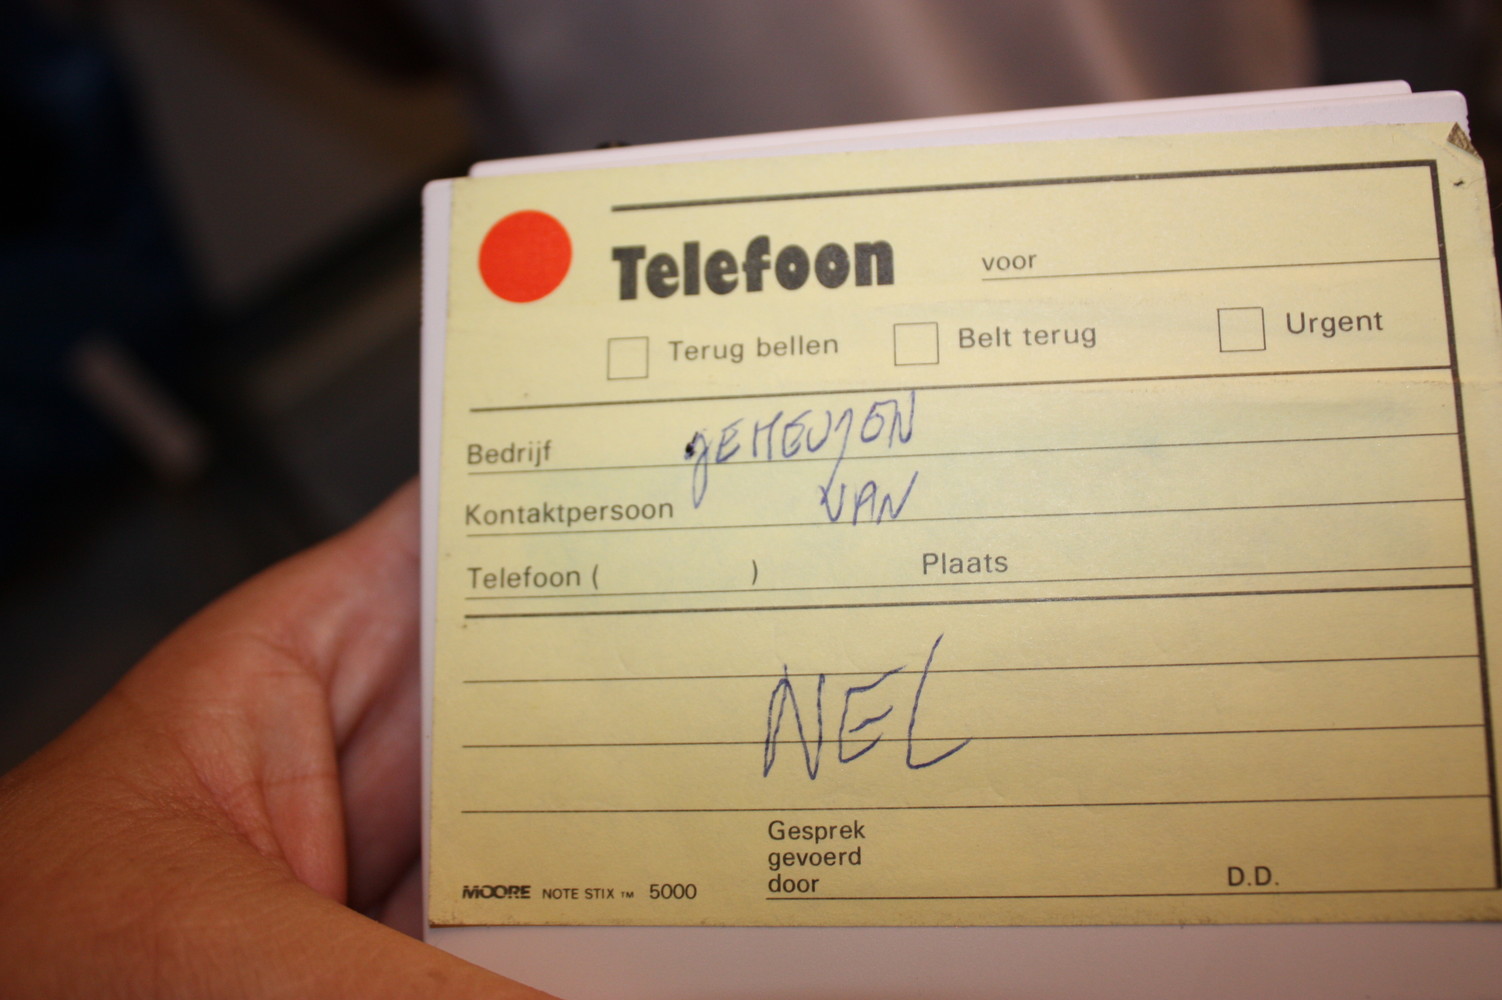 Telefoon voor
Terug bellen Belt terug Urgent
Bedrijf gEHEUJEN
Kontaktpersoon VAN
Telefoon ( ) Plaats
NEL
Gesprek
gevoerd
door D.D.
MOORE NOTE STIX TM 5000